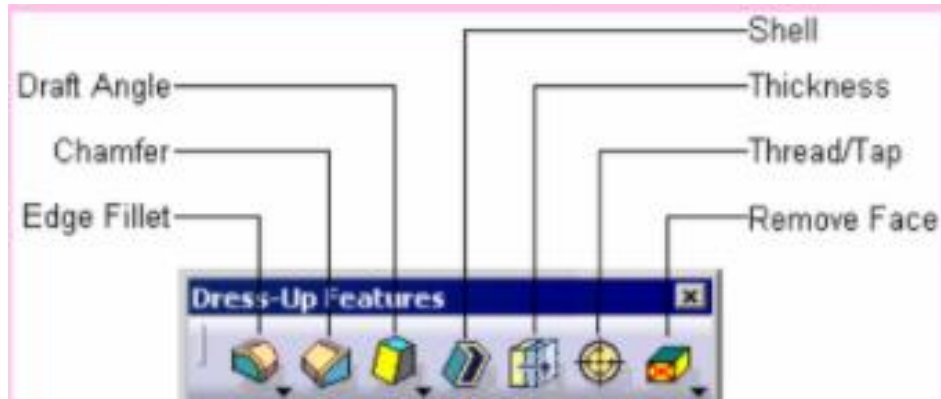 Shell
Draft Angle
Thickness
Chamfer
Thread/Tap
Edge Fillet
Remove Face
Dress-Up Features